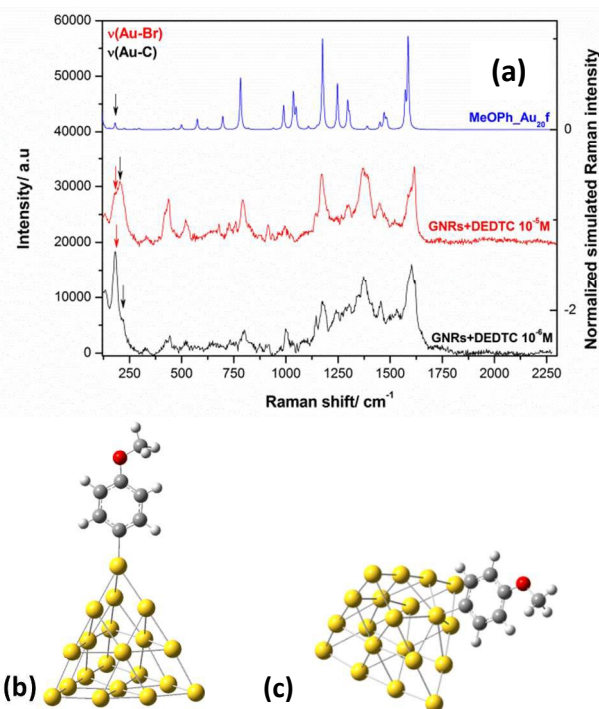 ν(Au-Br)
ν(Au-C)
(a)
60000
50000
40000
30000
20000
10000
0
Intensity/ a.u
MeOPh_Au₂₀f
GNRs+DEDTC 10⁻⁵M
GNRs+DEDTC 10⁻⁶M
0
-2
Normalized simulated Raman intensity
250 500 750 1000 1250 1500 1750 2000 2250
Raman shift/ cm⁻¹
(b)
(c)